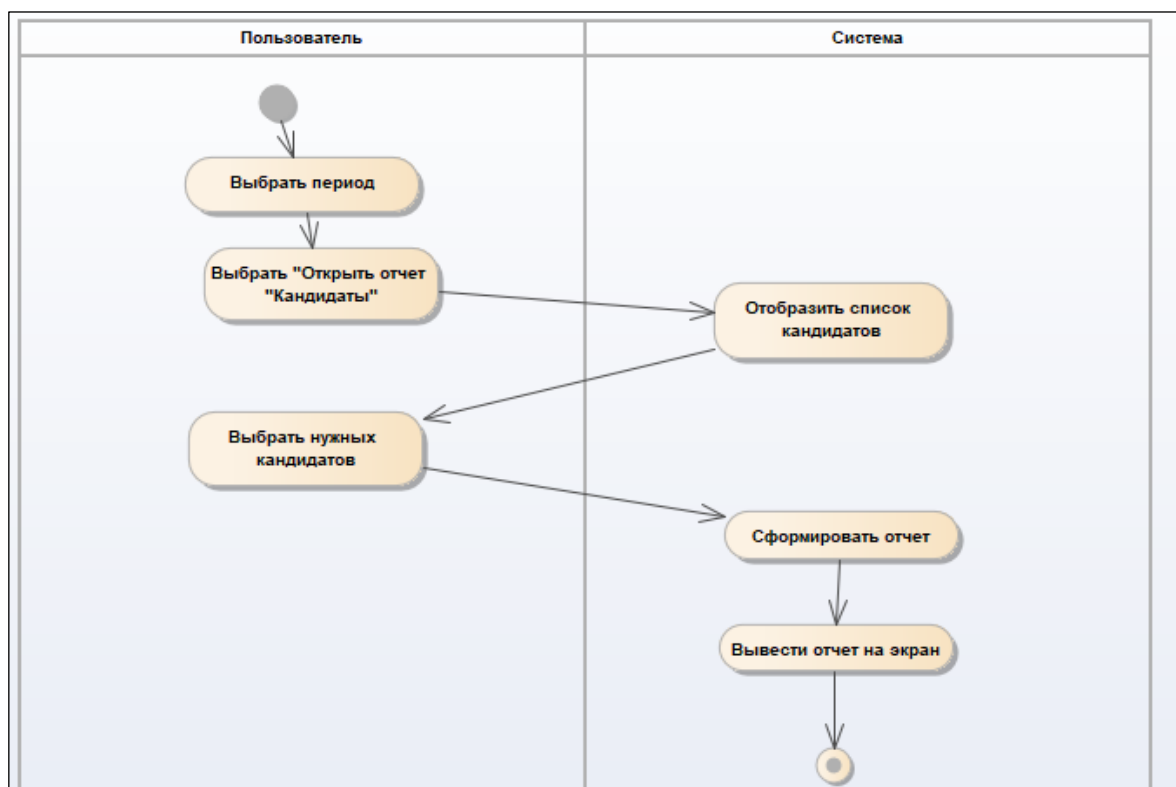 Пользователь
Система
Выбрать период
Выбрать "Открыть отчет
"Кандидаты"
Отобразить список
кандидатов
Выбрать нужных
кандидатов
Сформировать отчет
Вывести отчет на экран